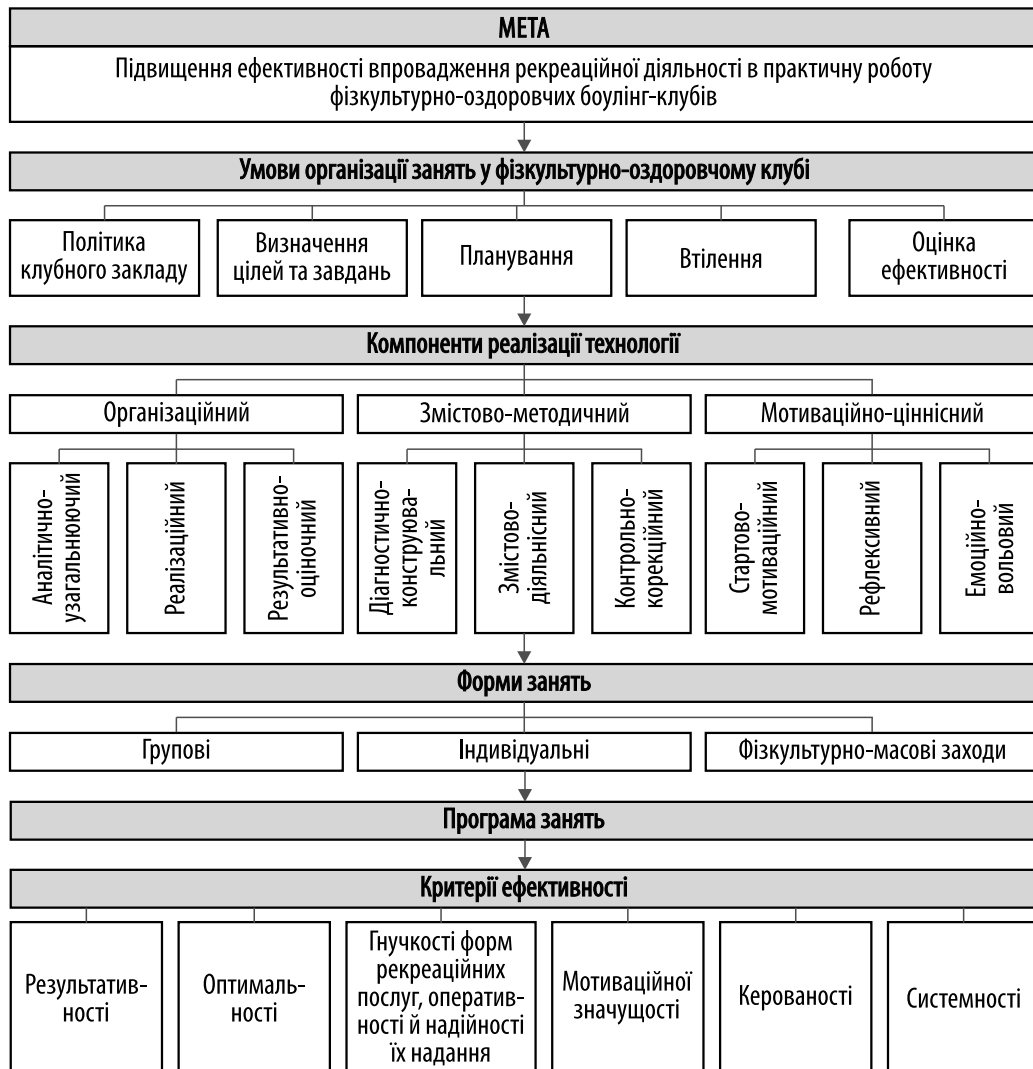 МЕТА
Підвищення ефективності впровадження рекреаційної діяльності в практичну роботу
фізкультурно-оздоровчих боулінг-клубів
Умови організації занять у фізкультурно-оздоровчому клубі
Політика
клубного закладу
Визначення
цілей та завдань
Планування
Втілення
Оцінка
ефективності
Компоненти реалізації технології
Організаційний
Змістово-методичний
Мотиваційно-ціннісний
Аналітично-
узагальнюючий
Реалізаційний
Результативно-
оціночний
Діагностично-
конструюва-
льний
Змістово-
діяльнісний
Контрольно-
корекційний
Стартово-
мотиваційний
Рефлексивний
Емоційно-
вольовий
Форми занять
Групові
Індивідуальні
Фізкультурно-масові заходи
Програма занять
Критерії ефективності
Результатив-
ності
Оптималь-
ності
Гнучкості форм
рекреаційних
послуг, оператив-
ності й надійності
їх надання
Мотиваційної
значущості
Керованості
Системності